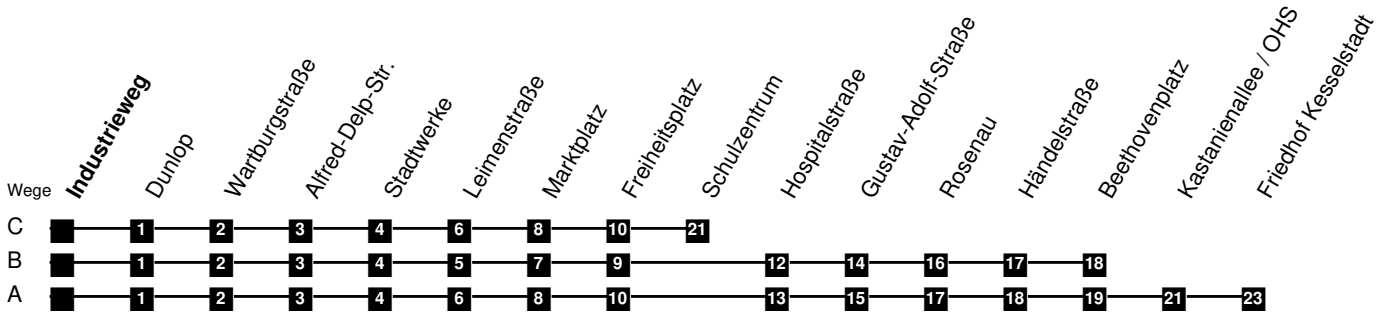 Industrieweg
Dunlop
Wartburgstraße
Alfred-Delp-Str.
Stadtwerke
Leimenstraße
Marktplatz
Freiheitsplatz
Schulzentrum
Hospitalstraße
Gustav-Adolf-Straße
Rosenau
Händelstraße
Beethovenplatz
Kastanienallee / OHS
Friedhof Kesselstadt
Wege
C 1 2 3 4 6 8 10 21
B 1 2 3 4 5 7 9 12 14 16 17 18
A 1 2 3 4 6 8 10 13 15 17 18 19 21 23